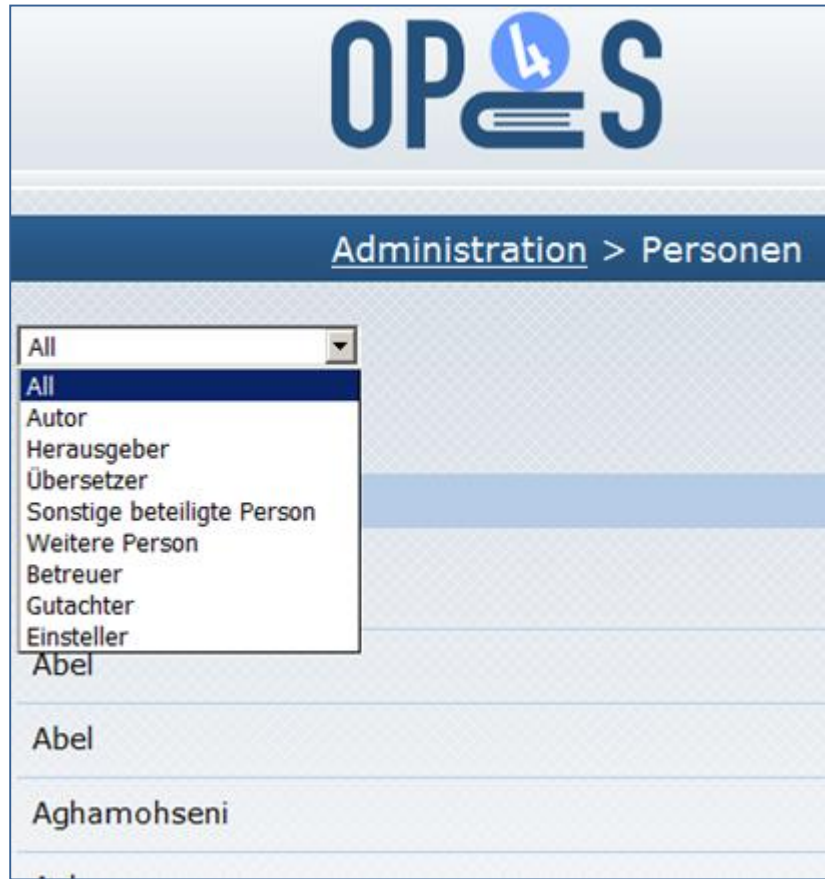 OPUS 4
Administration > Personen
All
All
Autor
Herausgeber
Übersetzer
Sonstige beteiligte Person
Weitere Person
Betreuer
Gutachter
Einsteller
Abel
Abel
Aghamohseni